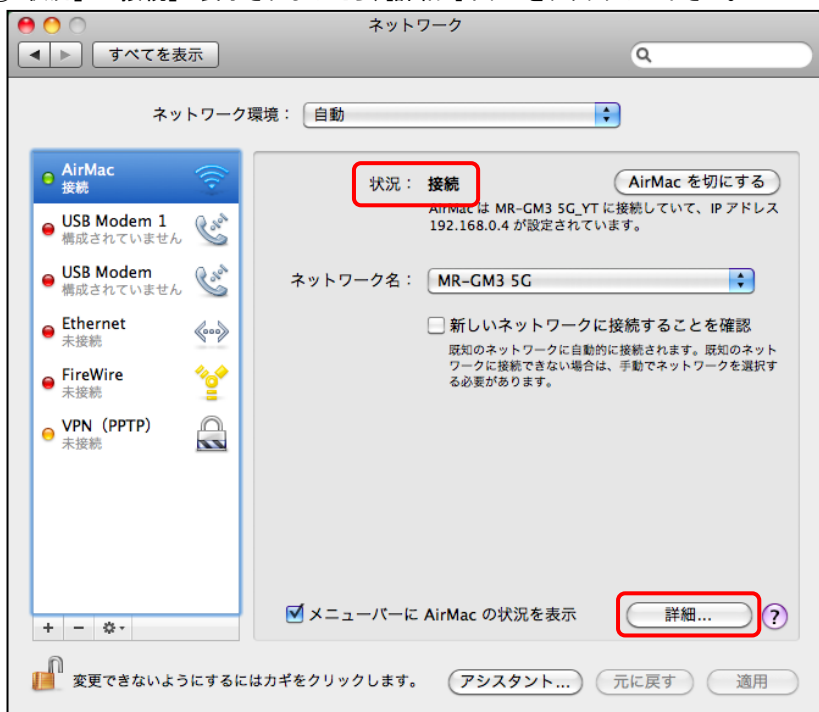 ネットワーク
すべてを表示
ネットワーク環境： 自動
AirMac
接続
USB Modem 1
構成されていません
USB Modem
構成されていません
Ethernet
未接続
FireWire
未接続
VPN（PPTP）
未接続
状況： 接続
AirMac を切にする
AirMac は MR-GM3 5G_YT に接続していて、IP アドレス
192.168.0.4 が設定されています。
ネットワーク名： MR-GM3 5G
新しいネットワークに接続することを確認
既知のネットワークに自動的に接続されます。既知のネット
ワークに接続できない場合は、手動でネットワークを選択す
る必要があります。
メニューバーに AirMac の状況を表示
詳細...
?
+ −
変更できないようにするにはカギをクリックします。
アシスタント...
元に戻す
適用